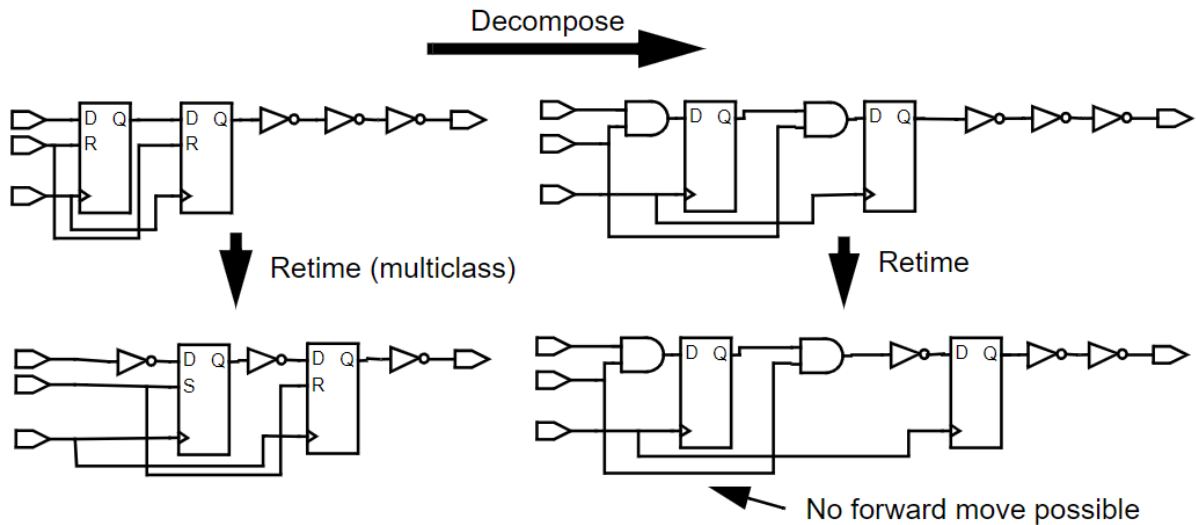 Decompose
D Q D Q
R R
D Q D Q
Retime (multiclass)
Retime
D Q D Q
S R
D Q D Q
No forward move possible